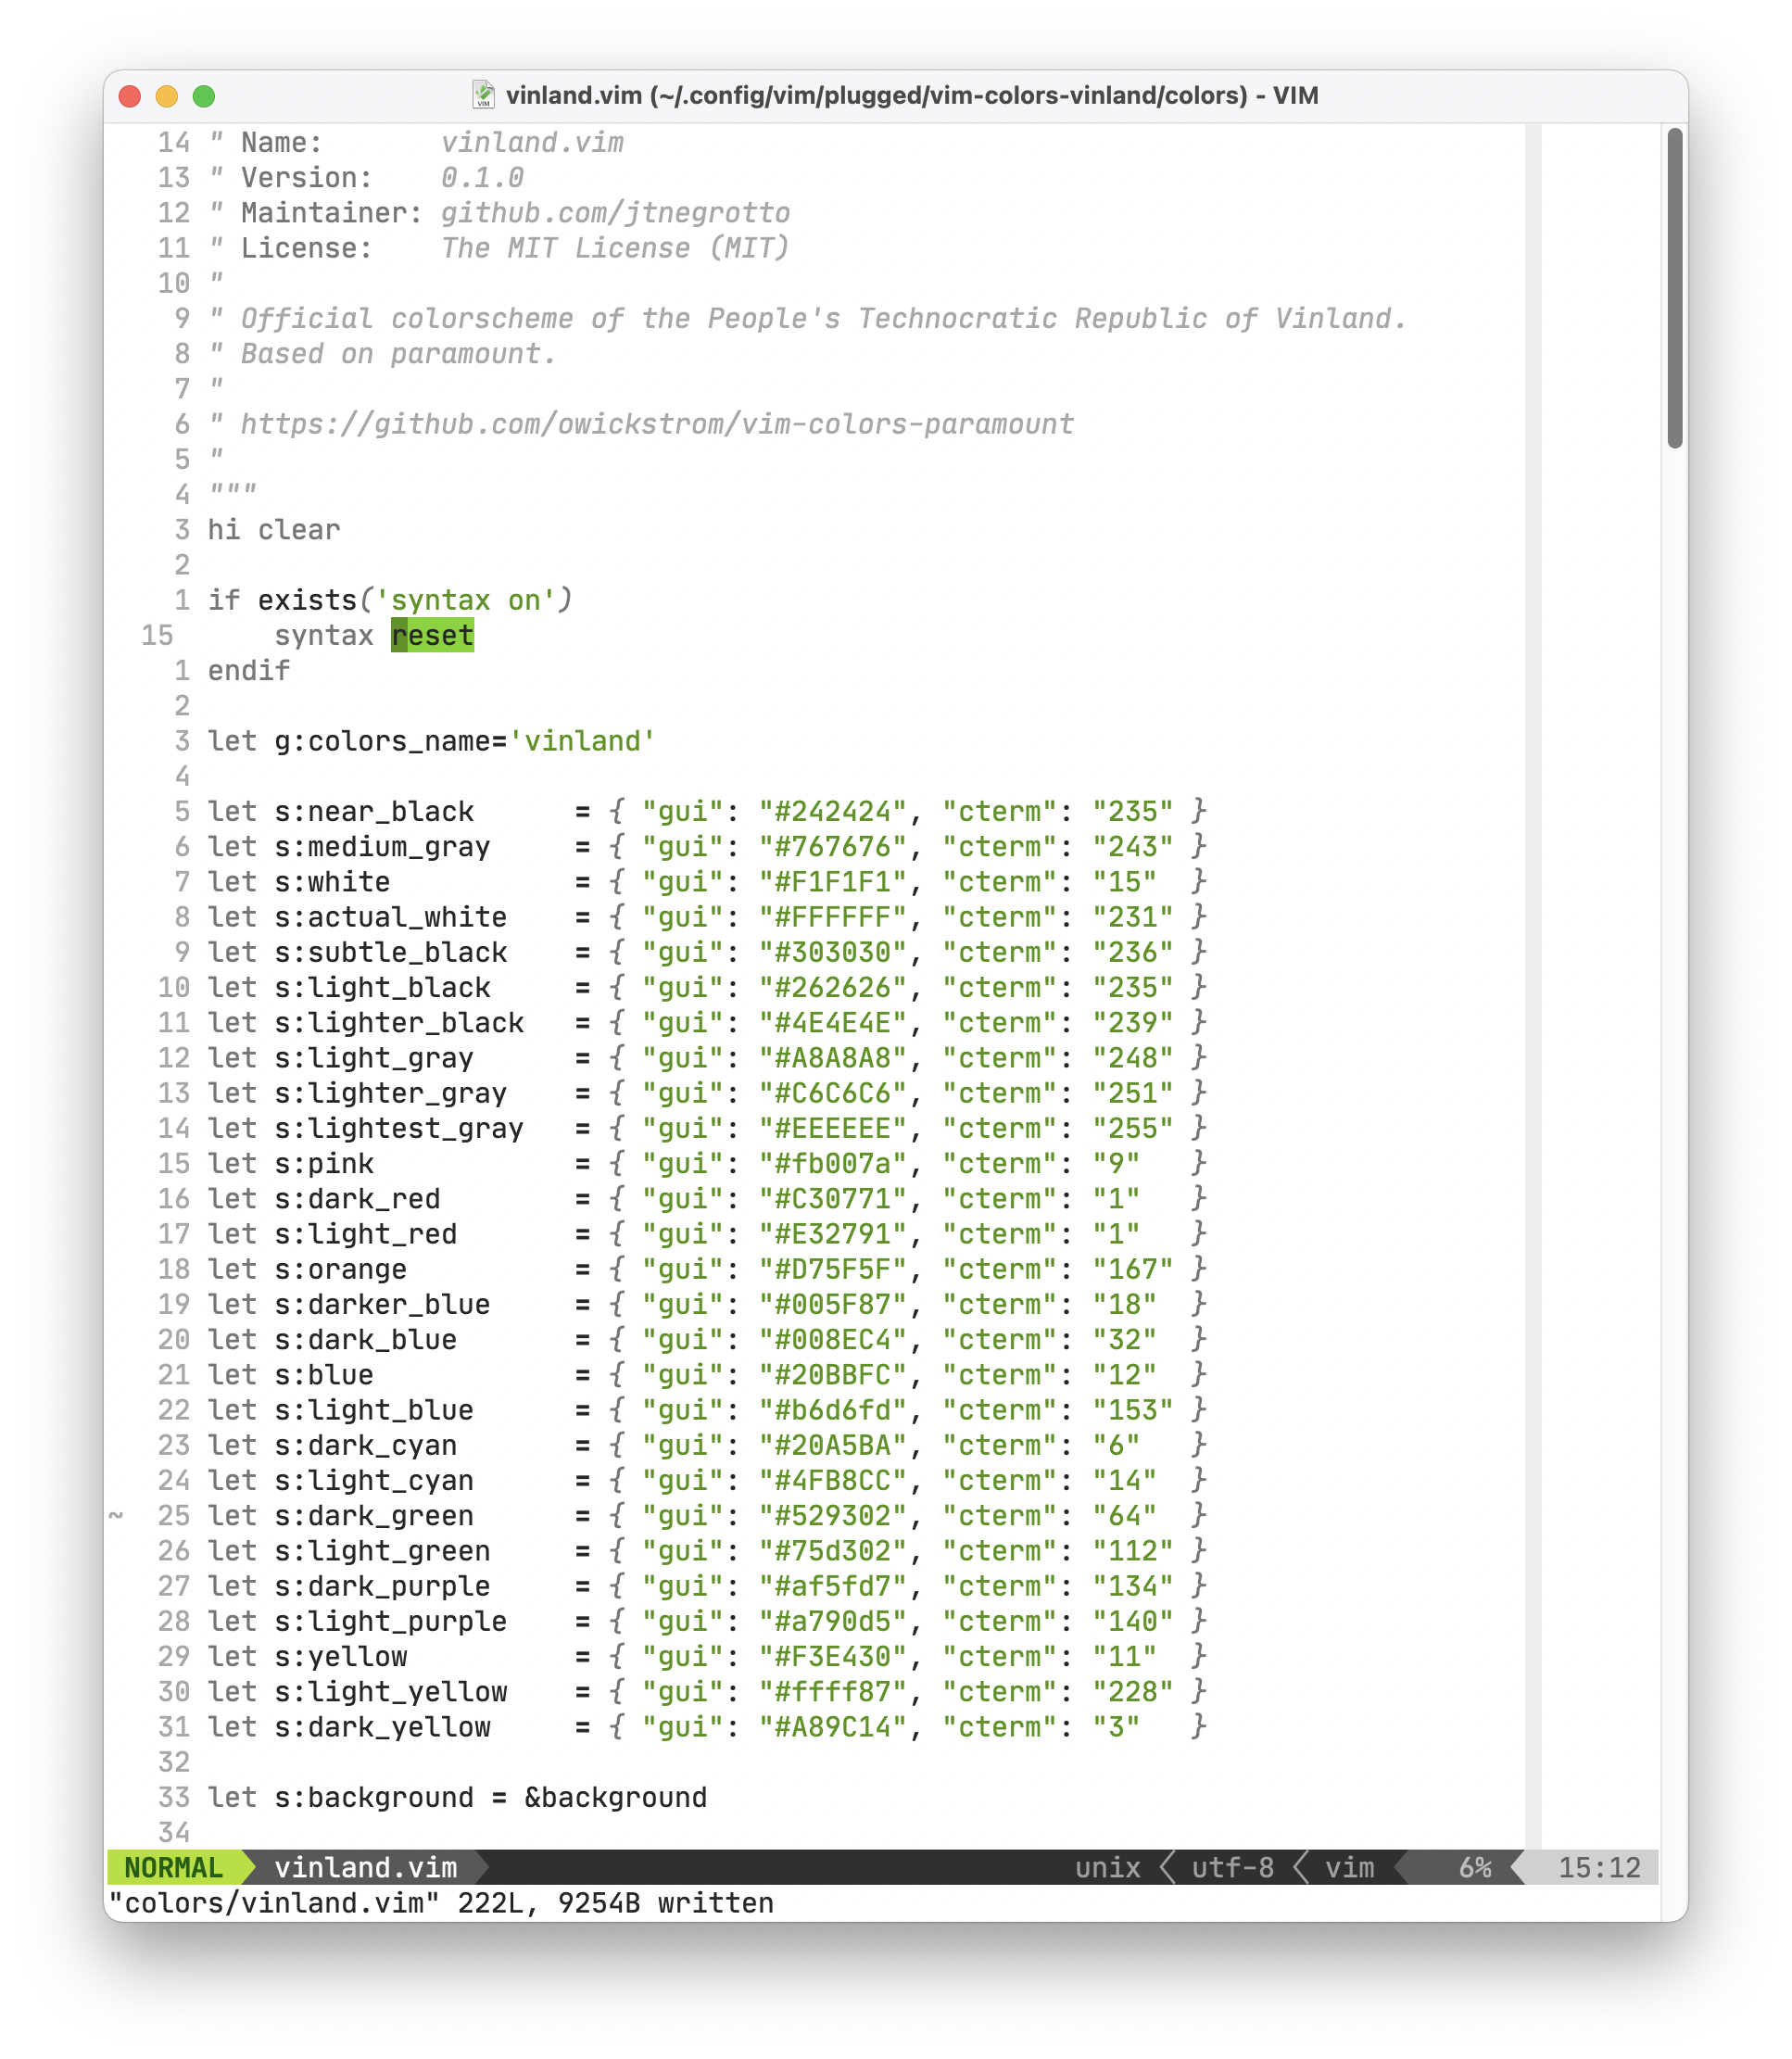 vinland.vim (~/.config/vim/plugged/vim-colors-vinland/colors) - VIM
14 " Name:       vinland.vim
13 " Version:    0.1.0
12 " Maintainer: github.com/jtnegrotto
11 " License:    The MIT License (MIT)
10 "
9 " Official colorscheme of the People's Technocratic Republic of Vinland.
8 " Based on paramount.
7 "
6 " https://github.com/owickstrom/vim-colors-paramount
5 "
4 """
3 hi clear
2
1 if exists('syntax on')
15      syntax reset
1 endif
2
3 let g:colors_name='vinland'
4
5 let s:near_black      = { "gui": "#242424", "cterm": "235" }
6 let s:medium_gray     = { "gui": "#767676", "cterm": "243" }
7 let s:white           = { "gui": "#F1F1F1", "cterm": "15"  }
8 let s:actual_white    = { "gui": "#FFFFFF", "cterm": "231" }
9 let s:subtle_black    = { "gui": "#303030", "cterm": "236" }
10 let s:light_black     = { "gui": "#262626", "cterm": "235" }
11 let s:lighter_black   = { "gui": "#4E4E4E", "cterm": "239" }
12 let s:light_gray      = { "gui": "#A8A8A8", "cterm": "248" }
13 let s:lighter_gray    = { "gui": "#C6C6C6", "cterm": "251" }
14 let s:lightest_gray   = { "gui": "#EEEEEE", "cterm": "255" }
15 let s:pink            = { "gui": "#fb007a", "cterm": "9"   }
16 let s:dark_red        = { "gui": "#C30771", "cterm": "1"   }
17 let s:light_red       = { "gui": "#E32791", "cterm": "1"   }
18 let s:orange          = { "gui": "#D75F5F", "cterm": "167" }
19 let s:darker_blue     = { "gui": "#005F87", "cterm": "18"  }
20 let s:dark_blue       = { "gui": "#008EC4", "cterm": "32"  }
21 let s:blue            = { "gui": "#20BBFC", "cterm": "12"  }
22 let s:light_blue      = { "gui": "#b6d6fd", "cterm": "153" }
23 let s:dark_cyan       = { "gui": "#20A5BA", "cterm": "6"   }
24 let s:light_cyan      = { "gui": "#4FB8CC", "cterm": "14"  }
~ 25 let s:dark_green      = { "gui": "#529302", "cterm": "64"  }
26 let s:light_green     = { "gui": "#75d302", "cterm": "112" }
27 let s:dark_purple     = { "gui": "#af5fd7", "cterm": "134" }
28 let s:light_purple    = { "gui": "#a790d5", "cterm": "140" }
29 let s:yellow          = { "gui": "#F3E430", "cterm": "11"  }
30 let s:light_yellow    = { "gui": "#ffff87", "cterm": "228" }
31 let s:dark_yellow     = { "gui": "#A89C14", "cterm": "3"   }
32
33 let s:background = &background
34
NORMAL vinland.vim unix utf-8 vim 6% 15:12
"colors/vinland.vim" 222L, 9254B written